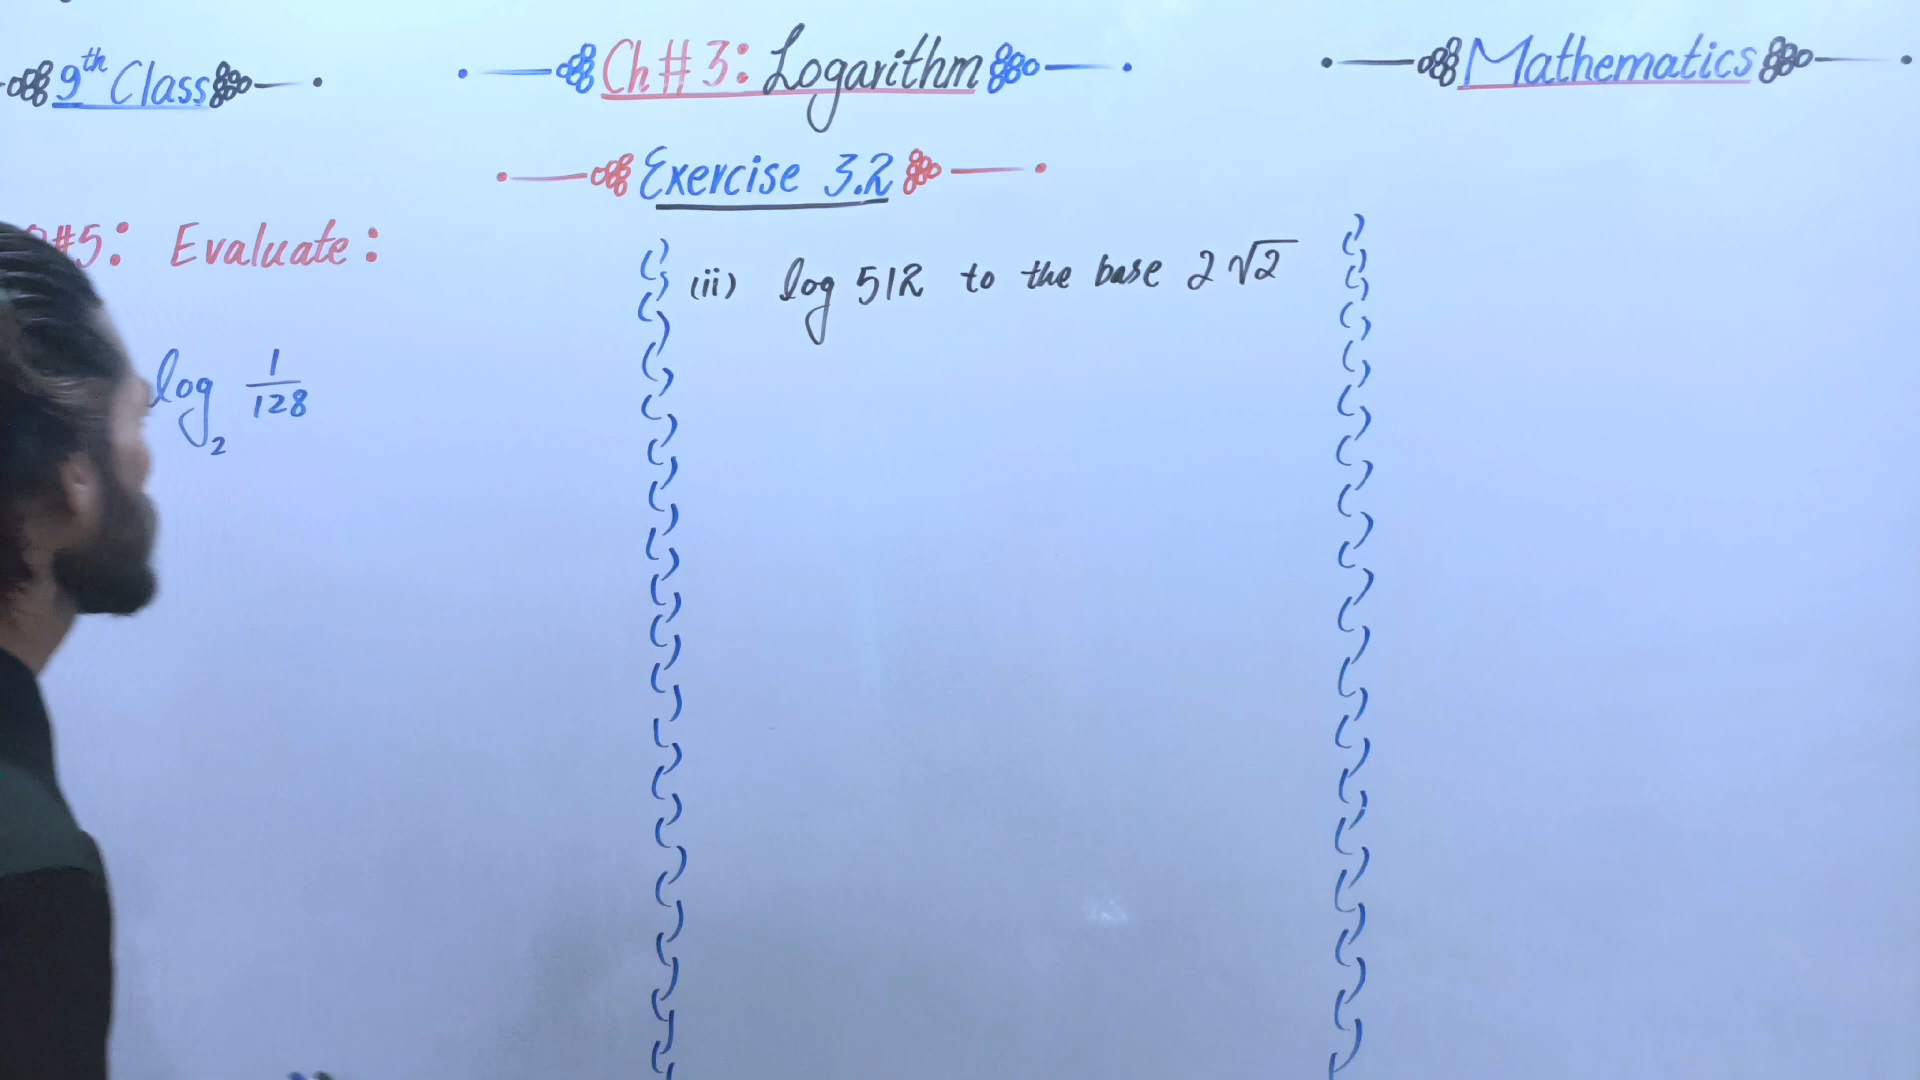 9th Class
Ch#3: Logarithm
Mathematics
Exercise 3.2
#5: Evaluate:
log₂ 1/128
(ii) log 512 to the base 2√2